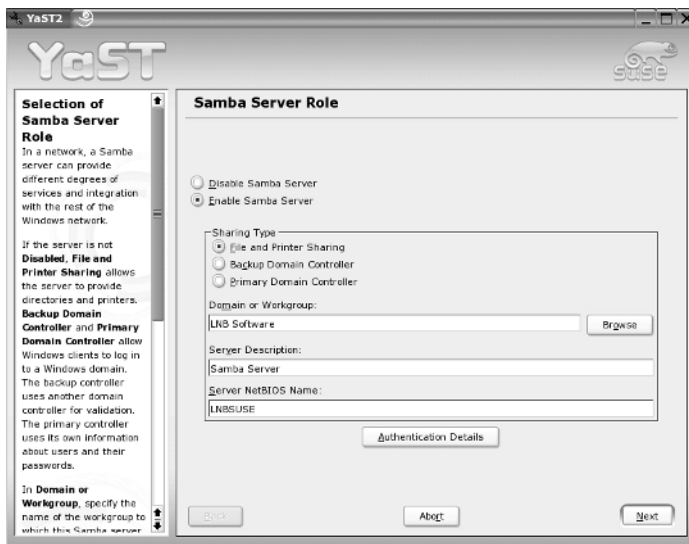 YaST2
YaST
suse
Selection of
Samba Server
Role
In a network, a Samba
server can provide
different degrees of
services and integration
with the rest of the
Windows network.
If the server is not
Disabled, File and
Printer Sharing allows
the server to provide
directories and printers.
Backup Domain
Controller and Primary
Domain Controller allow
Windows clients to log in
to a Windows domain.
The backup controller
uses another domain
controller for validation.
The primary controller
uses its own information
about users and their
passwords.
In Domain or
Workgroup, specify the
name of the workgroup to
which this Samba server
Samba Server Role
Disable Samba Server
Enable Samba Server
Sharing Type
File and Printer Sharing
Backup Domain Controller
Primary Domain Controller
Domain or Workgroup:
LNB Software
Browse
Server Description:
Samba Server
Server NetBIOS Name:
LNBSUSE
Authentication Details
Back
Abort
Next